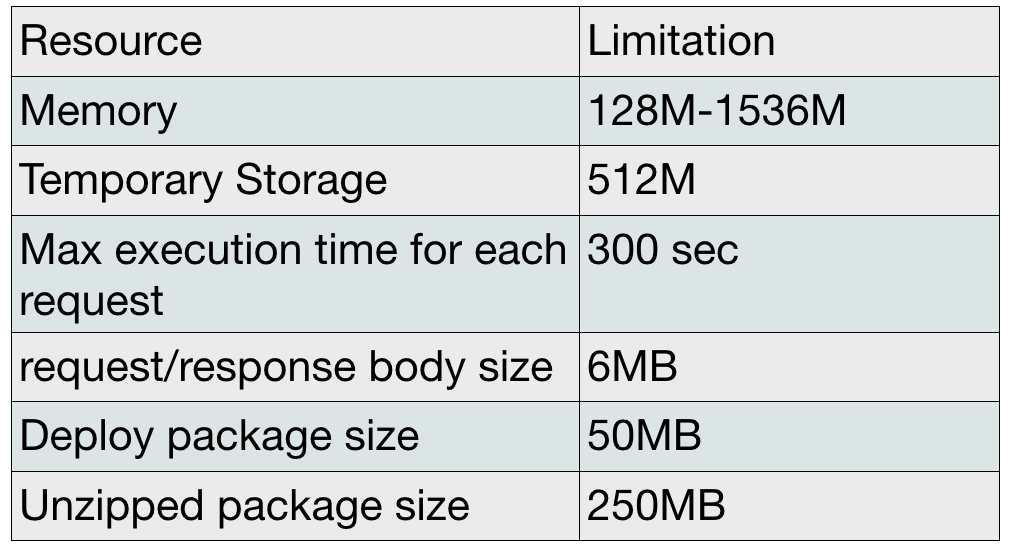 Resource Limitation
Memory 128M-1536M
Temporary Storage 512M
Max execution time for each 300 sec
request
request/response body size 6MB
Deploy package size 50MB
Unzipped package size 250MB